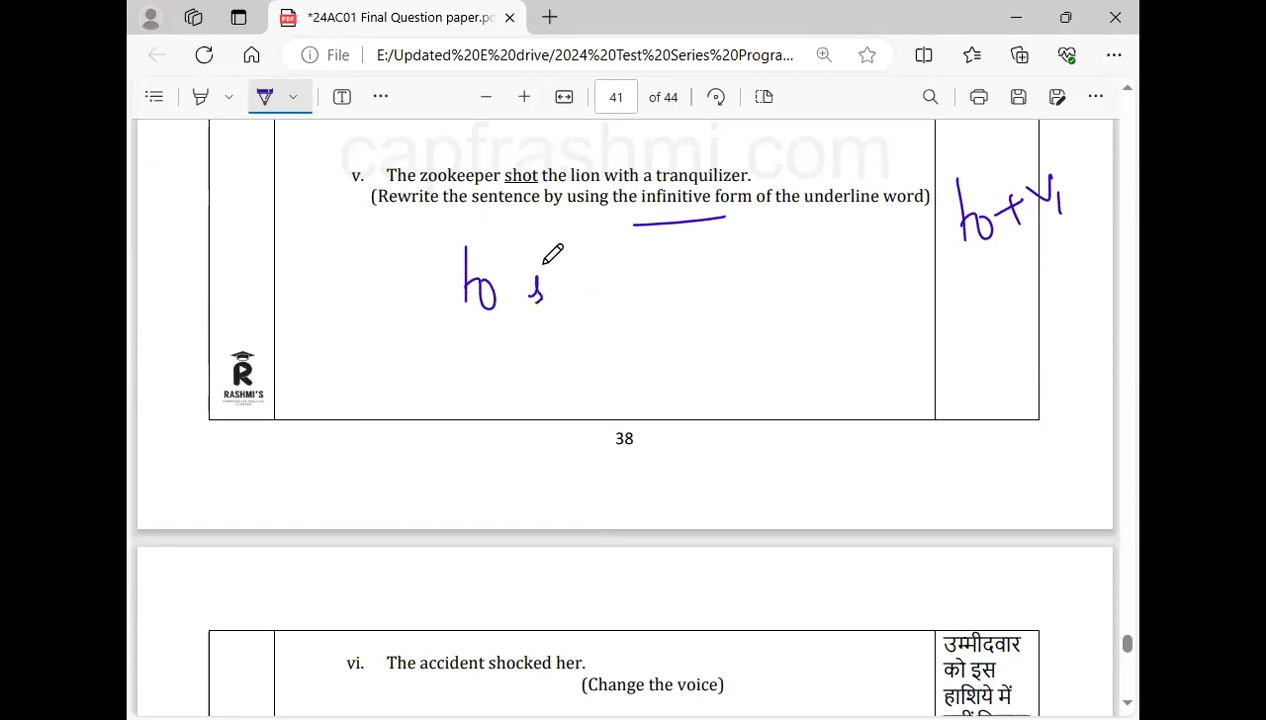 *24AC01 Final Question paper.pc
File E:/Updated%20E%20drive/2024%20Test%20Series%20Progra...
41 of 44
capfrashmi.com
v. The zookeeper shot the lion with a tranquilizer.
(Rewrite the sentence by using the infinitive form of the underline word)
to + V1
to s
RASHMI'S
38
vi. The accident shocked her.
(Change the voice)
उम्मीदवार
को इस
हाशिये में